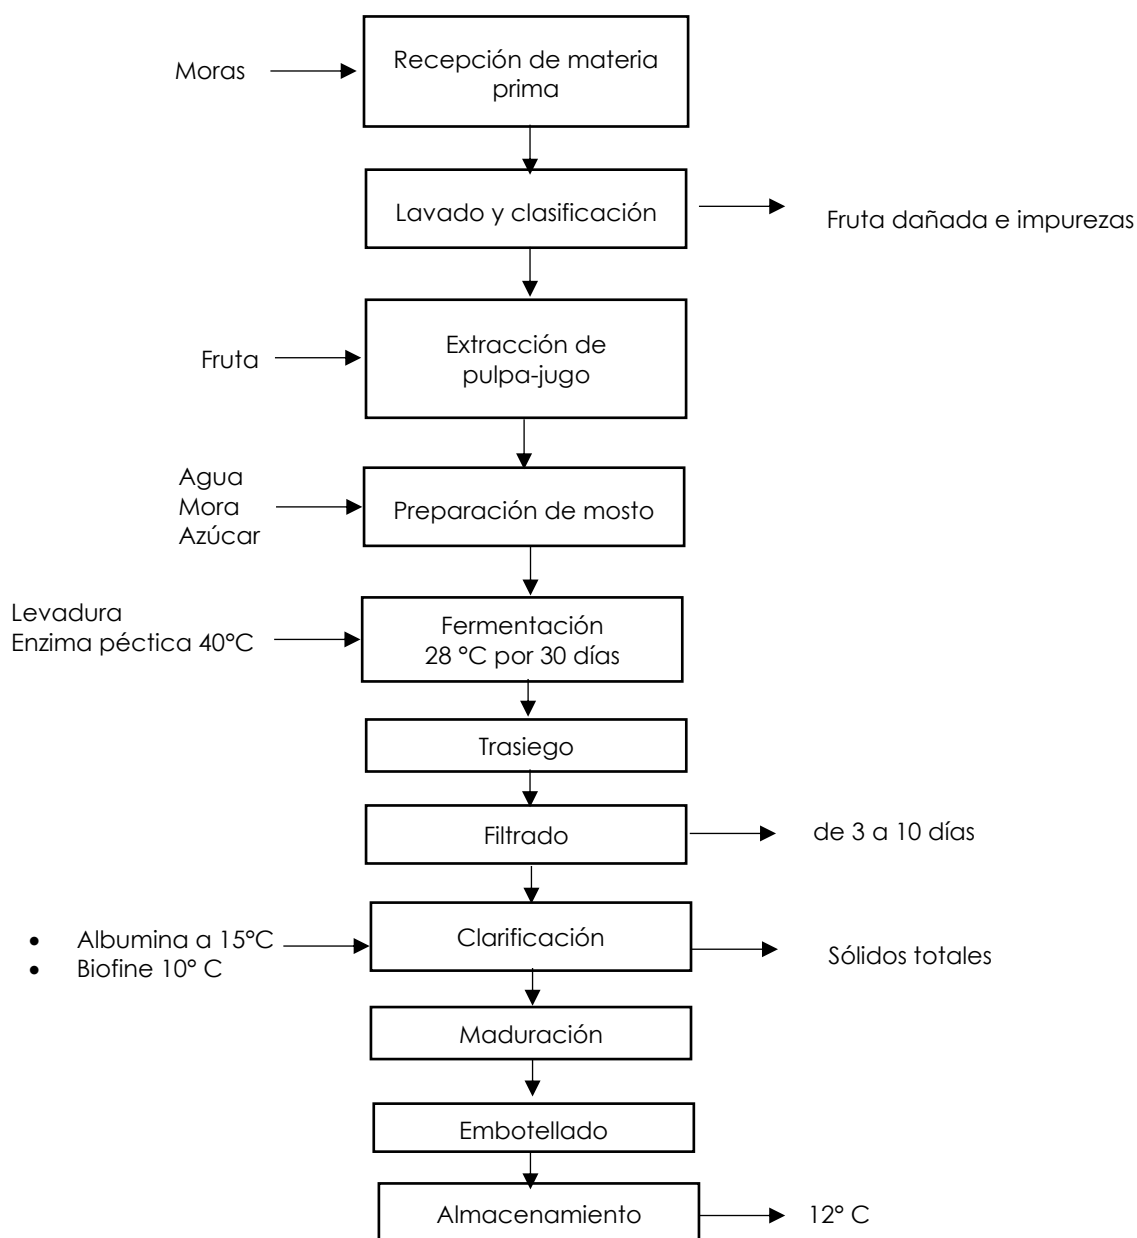 Moras
Recepción de materia
prima
Lavado y clasificación
Fruta dañada e impurezas
Fruta
Extracción de
pulpa-jugo
Agua
Mora
Azúcar
Preparación de mosto
Levadura
Enzima péctica 40°C
Fermentación
28 °C por 30 días
Trasiego
Filtrado
de 3 a 10 días
• Albumina a 15°C
• Biofine 10° C
Clarificación
Sólidos totales
Maduración
Embotellado
Almacenamiento
12° C